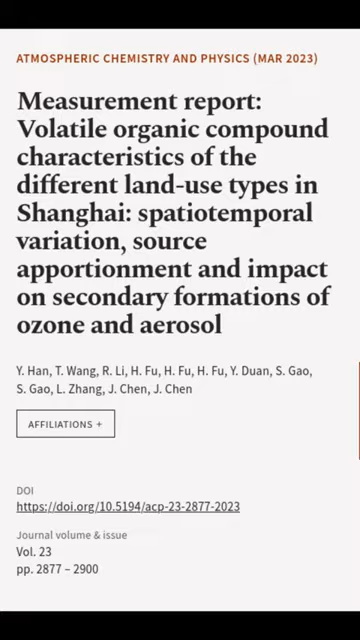 ATMOSPHERIC CHEMISTRY AND PHYSICS (MAR 2023)
Measurement report:
Volatile organic compound
characteristics of the
different land-use types in
Shanghai: spatiotemporal
variation, source
apportionment and impact
on secondary formations of
ozone and aerosol
Y. Han, T. Wang, R. Li, H. Fu, H. Fu, H. Fu, Y. Duan, S. Gao,
S. Gao, L. Zhang, J. Chen, J. Chen
AFFILIATIONS +
DOI
https://doi.org/10.5194/acp-23-2877-2023
Journal volume & issue
Vol. 23
pp. 2877 – 2900